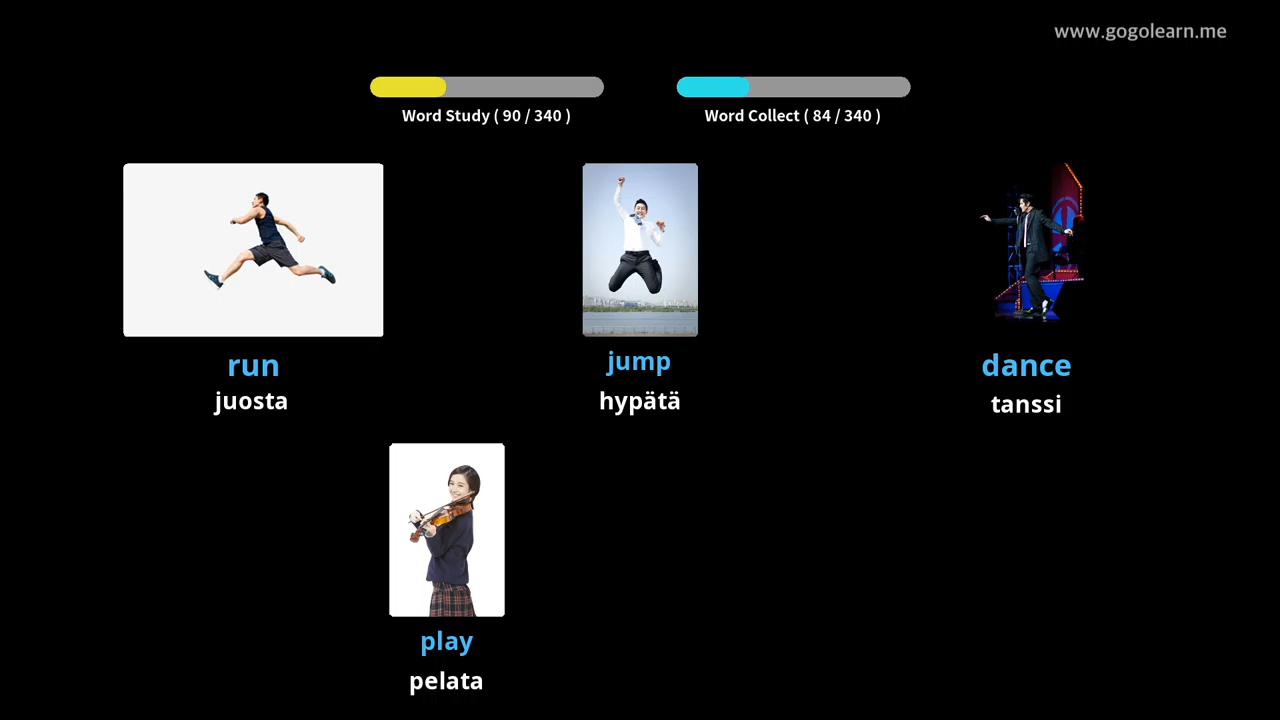 www.gogolearn.me
Word Study ( 90 / 340 )
Word Collect ( 84 / 340 )
run
juosta
jump
hypätä
dance
tanssi
play
pelata